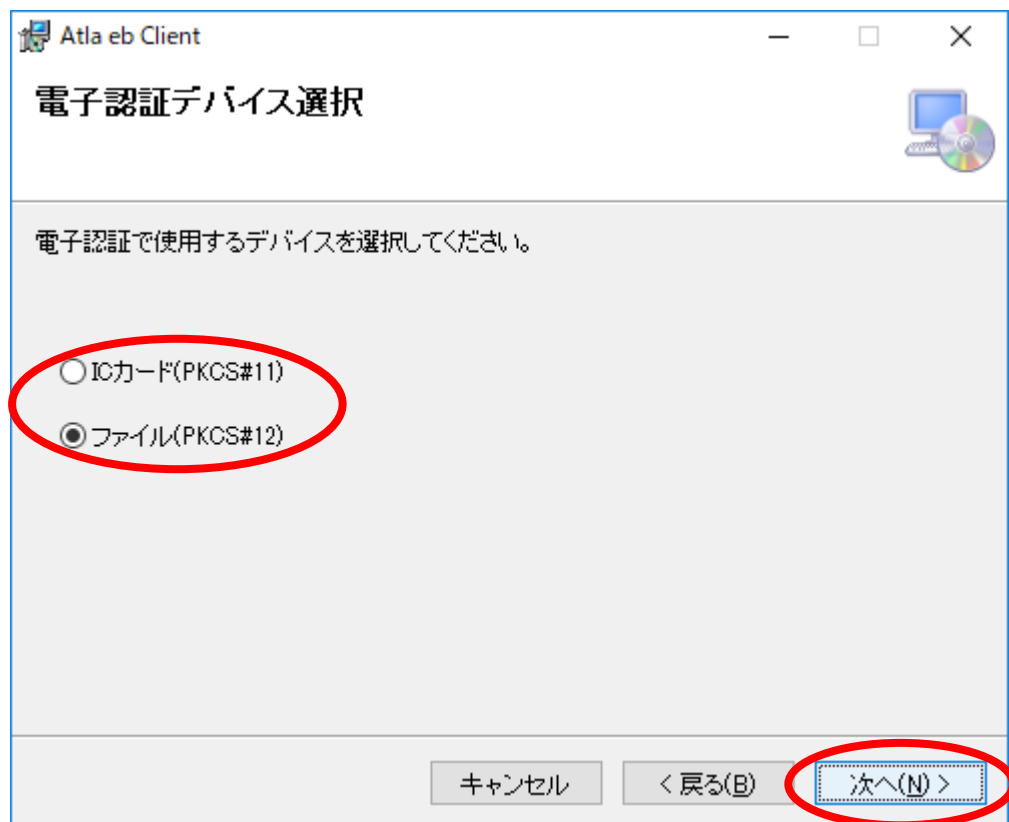 Atla eb Client
電子認証デバイス選択
電子認証で使用するデバイスを選択してください。
ICカード(PKCS#11)
ファイル(PKCS#12)
キャンセル
< 戻る(B)
次へ(N) >